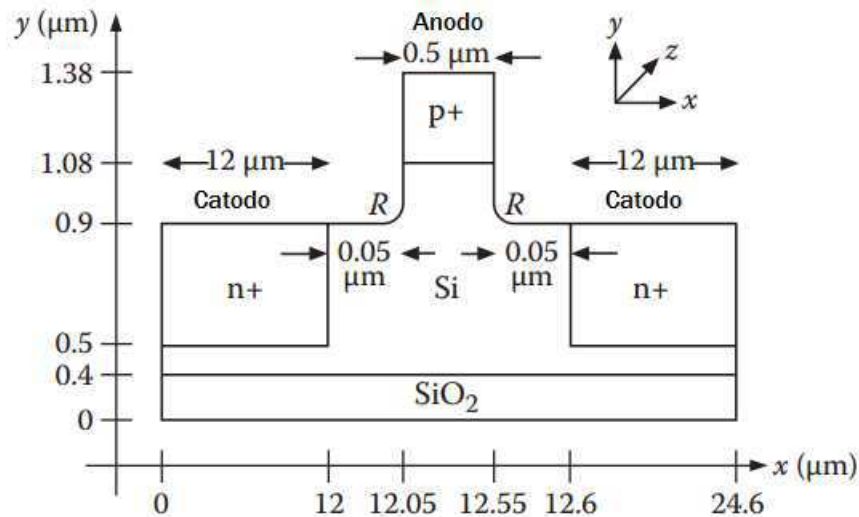 y (μm)
Anodo
0.5 μm
y
z
x
1.38
p+
12 μm
1.08
12 μm
Catodo
R
R
Catodo
0.9
0.05
μm
0.05
μm
n+
Si
n+
0.5
0.4
SiO₂
0
x (μm)
0
12
12.05
12.55
12.6
24.6